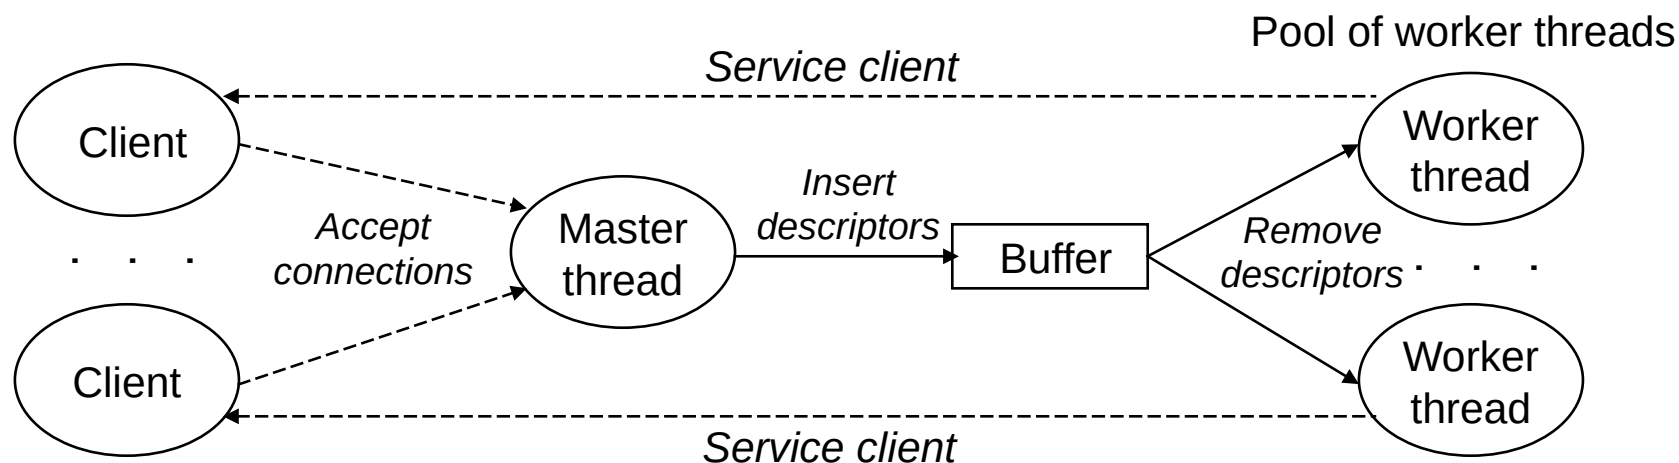 Pool of worker threads
Service client
Client
Worker
thread
Insert
descriptors
Accept
connections
Master
thread
Buffer
Remove
descriptors
. . .
. . .
Client
Worker
thread
Service client